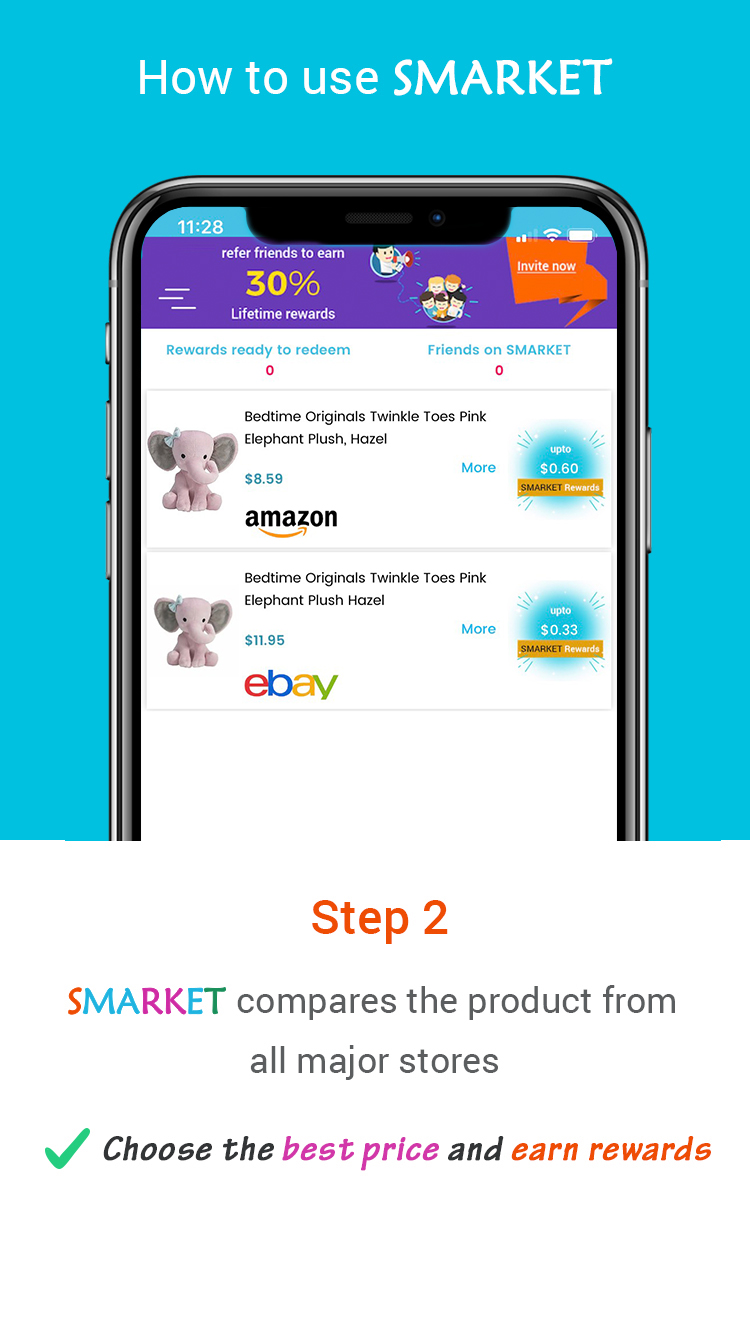 How to use SMARKET
11:28
refer friends to earn
30%
Lifetime rewards
Invite now
Rewards ready to redeem
0
Friends on SMARKET
0
Bedtime Originals Twinkle Toes Pink
Elephant Plush, Hazel
$8.59
amazon
More
upto
$0.60
SMARKET Rewards
Bedtime Originals Twinkle Toes Pink
Elephant Plush Hazel
$11.95
ebay
More
upto
$0.33
SMARKET Rewards
Step 2
SMARKET compares the product from
all major stores
Choose the best price and earn rewards